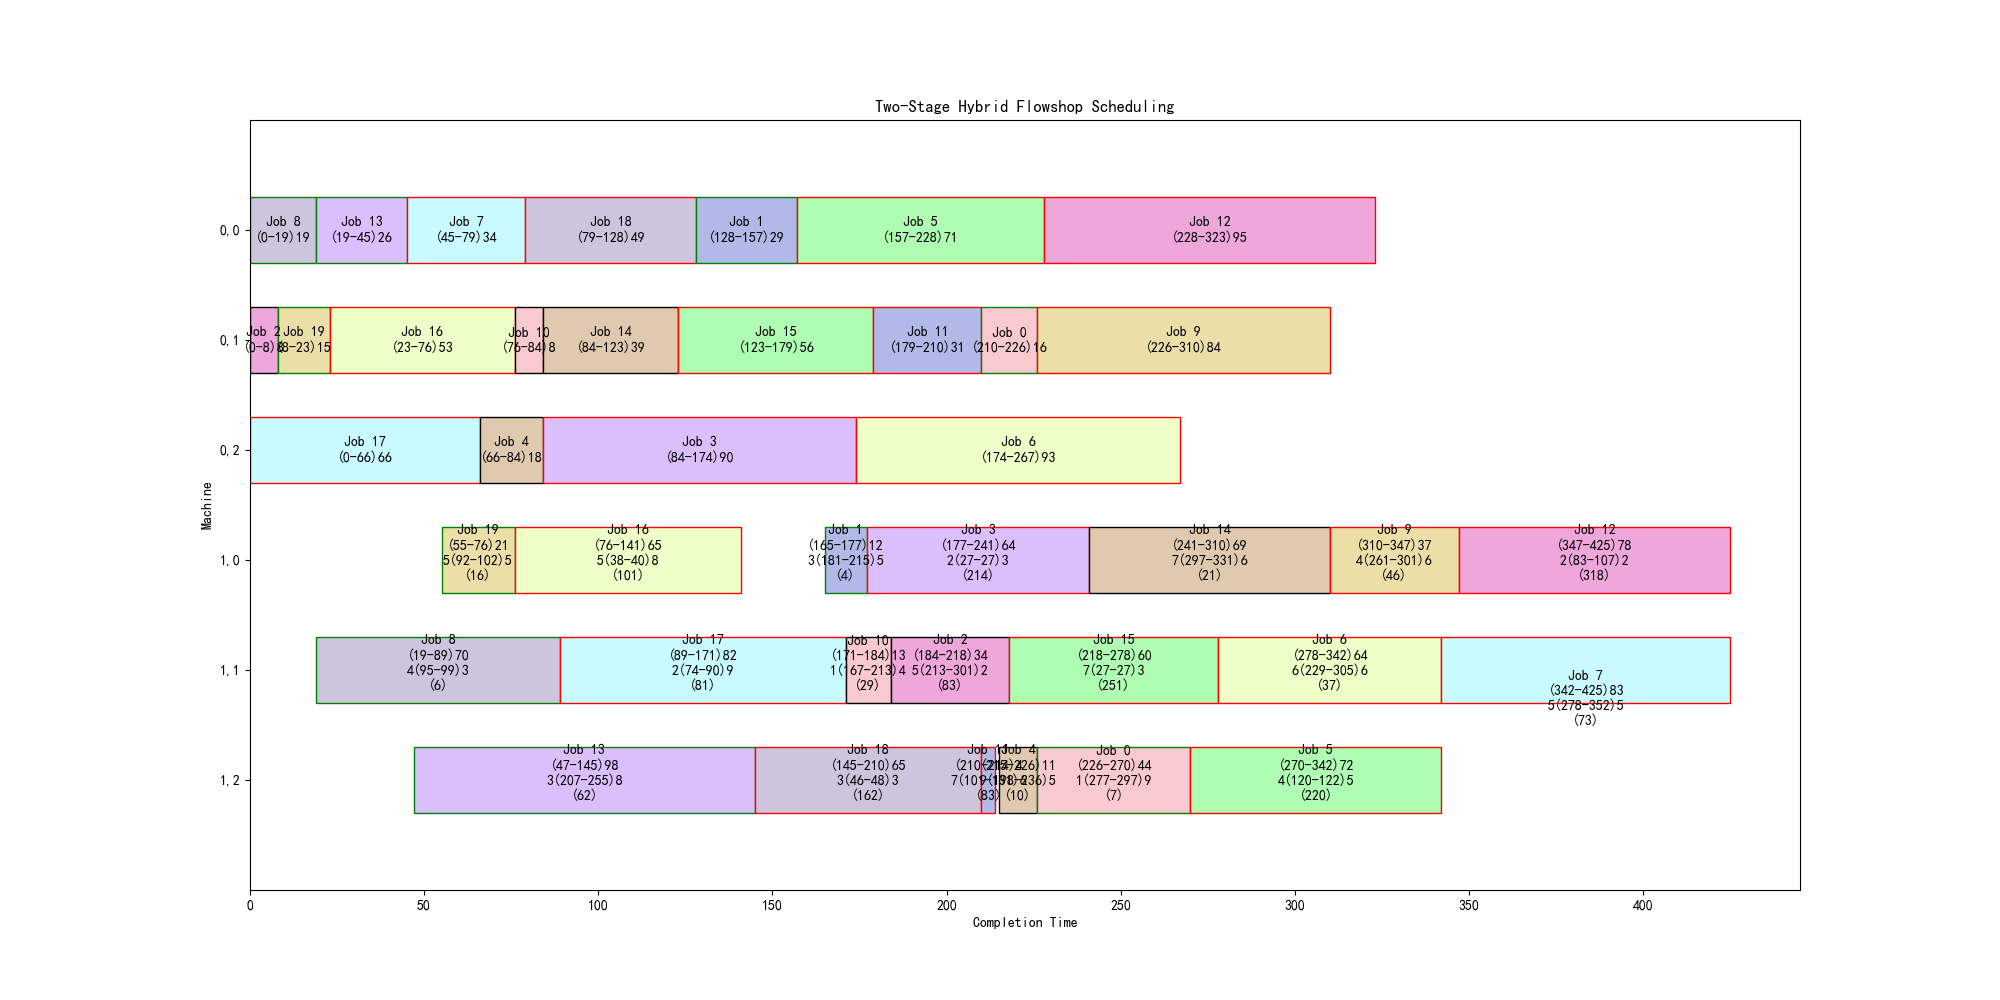 Two-Stage Hybrid Flowshop Scheduling
Machine
0,0
Job 8
(0-19)19
Job 13
(19-45)26
Job 7
(45-79)34
Job 18
(79-128)49
Job 1
(128-157)29
Job 5
(157-228)71
Job 12
(228-323)95
0,1
Job 2
(0-8)8
Job 19
(8-23)15
Job 16
(23-76)53
Job 10
(76-84)8
Job 14
(84-123)39
Job 15
(123-179)56
Job 11
(179-210)31
Job 0
(210-226)16
Job 9
(226-310)84
0,2
Job 17
(0-66)66
Job 4
(66-84)18
Job 3
(84-174)90
Job 6
(174-267)93
1,0
Job 19
(55-76)21
5(92-102)5
(16)
Job 16
(76-141)65
5(38-40)8
(101)
Job 1
(165-177)12
3(181-215)5
(4)
Job 3
(177-241)64
2(27-27)3
(214)
Job 14
(241-310)69
7(297-331)6
(21)
Job 9
(310-347)37
4(261-301)6
(46)
Job 12
(347-425)78
2(83-107)2
(318)
1,1
Job 8
(19-89)70
4(95-99)3
(6)
Job 17
(89-171)82
2(74-90)9
(81)
Job 10
(171-184)13
1(167-213)4
(29)
Job 2
(184-218)34
5(213-301)2
(83)
Job 15
(218-278)60
7(27-27)3
(251)
Job 6
(278-342)64
6(229-305)6
(37)
Job 7
(342-425)83
5(278-352)5
(73)
1,2
Job 13
(47-145)98
3(207-255)8
(62)
Job 18
(145-210)65
3(46-48)3
(162)
Job 11
(210-214)4
(83)
Job 4
(215-226)11
(10)
Job 0
(226-270)44
1(277-297)9
(7)
Job 5
(270-342)72
4(120-122)5
(220)
0
50
100
150
200
250
300
350
400
Completion Time